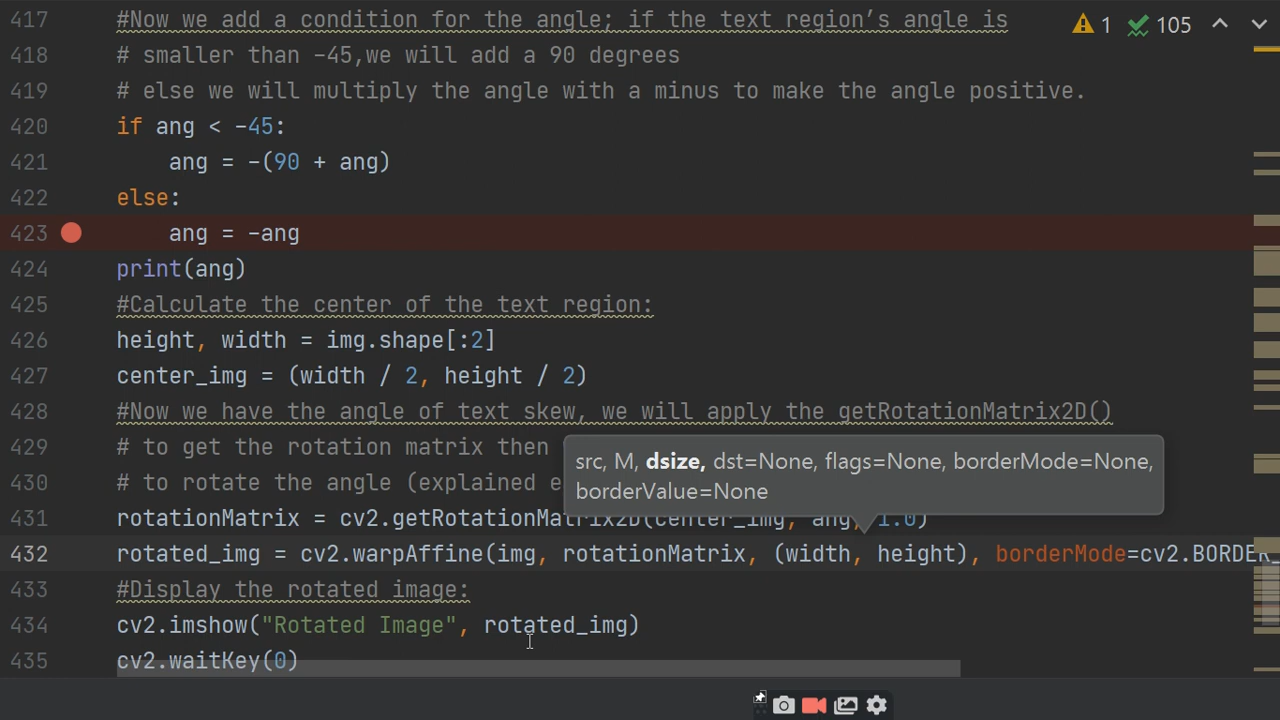 417 #Now we add a condition for the angle; if the text region's angle is
1 105
418 # smaller than -45,we will add a 90 degrees
419 # else we will multiply the angle with a minus to make the angle positive.
420 if ang < -45:
421 ang = -(90 + ang)
422 else:
423 ang = -ang
424 print(ang)
425 #Calculate the center of the text region:
426 height, width = img.shape[:2]
427 center_img = (width / 2, height / 2)
428 #Now we have the angle of text skew, we will apply the getRotationMatrix2D()
429 # to get the rotation matrix then
src, M, dsize, dst=None, flags=None, borderMode=None,
borderValue=None
430 # to rotate the angle (explained e
431 rotationMatrix = cv2.getRotationMatrix2D(center_img, ang, 1.0)
432 rotated_img = cv2.warpAffine(img, rotationMatrix, (width, height), borderMode=cv2.BORDER_
433 #Display the rotated image:
434 cv2.imshow("Rotated Image", rotated_img)
435 cv2.waitKey(0)